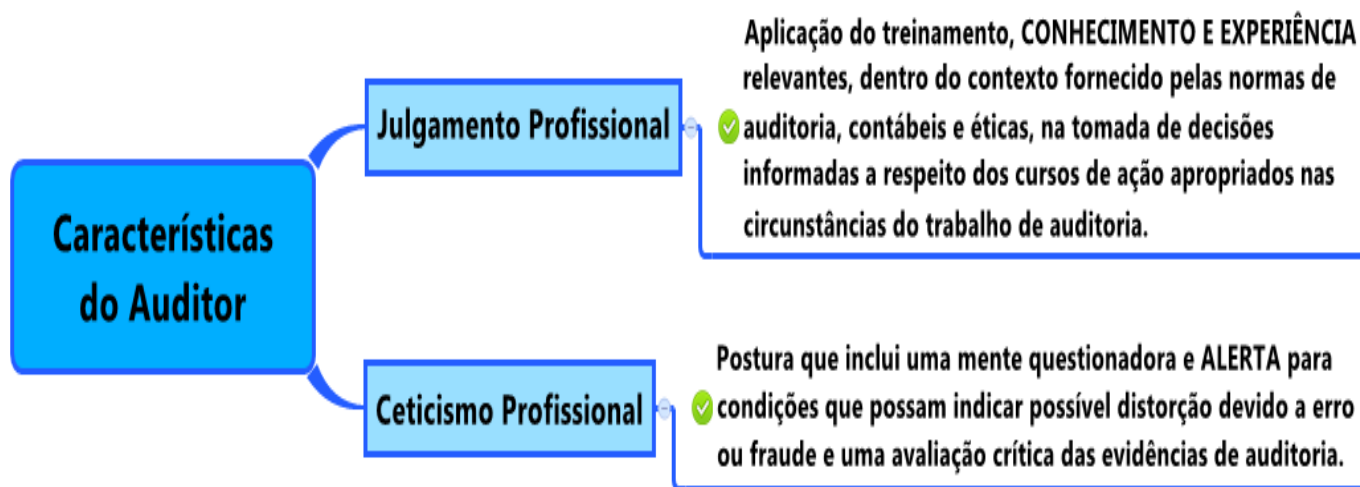 Características
do Auditor
Julgamento Profissional
Aplicação do treinamento, CONHECIMENTO E EXPERIÊNCIA
relevantes, dentro do contexto fornecido pelas normas de
auditoria, contábeis e éticas, na tomada de decisões
informadas a respeito dos cursos de ação apropriados nas
circunstâncias do trabalho de auditoria.
Ceticismo Profissional
Postura que inclui uma mente questionadora e ALERTA para
condições que possam indicar possível distorção devido a erro
ou fraude e uma avaliação crítica das evidências de auditoria.